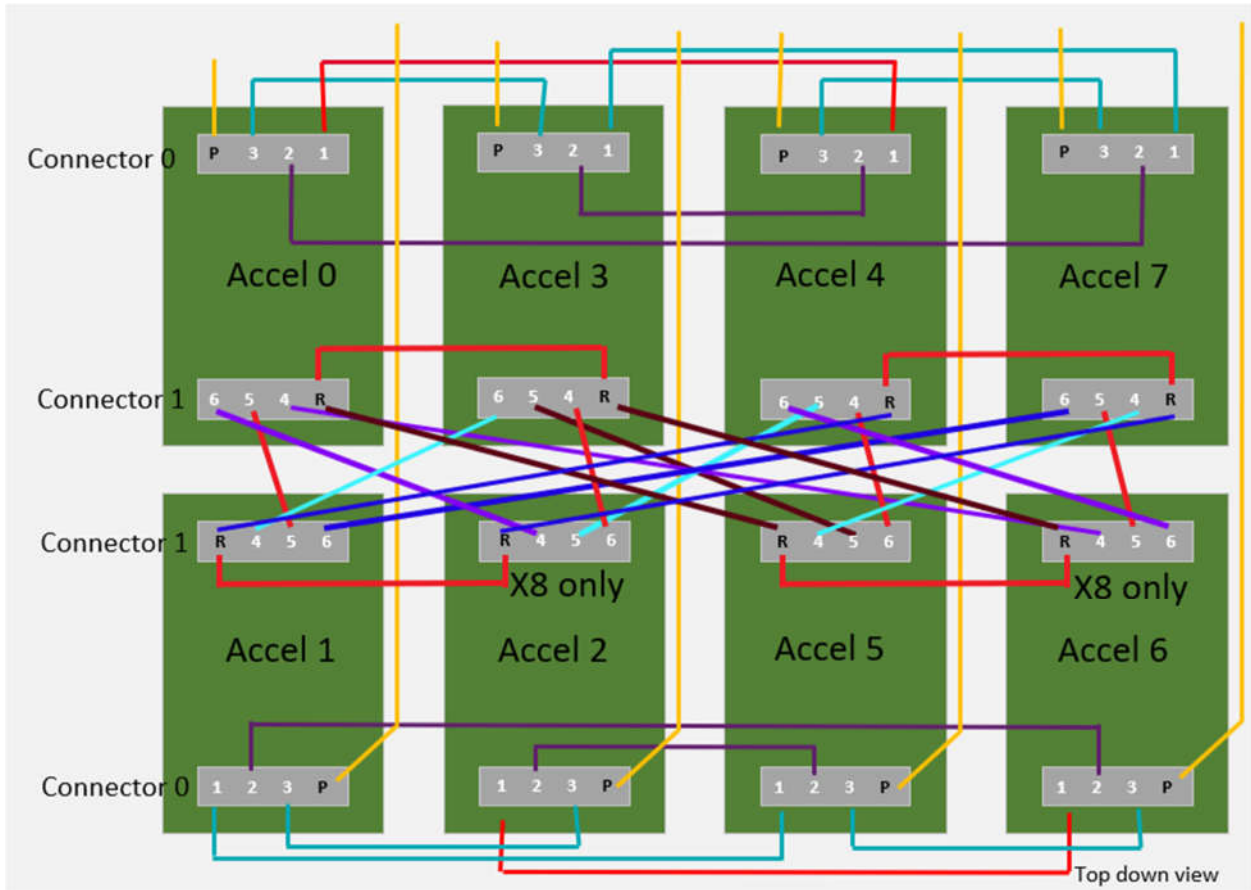 Connector 0
P 3 2 1
P 3 2 1
P 3 2 1
P 3 2 1
Accel 0
Accel 3
Accel 4
Accel 7
Connector 1
6 5 4 R
6 5 4 R
6 5 4 R
6 5 4 R
Connector 1
R 4 5 6
R 4 5 6
R 4 5 6
R 4 5 6
X8 only
X8 only
Accel 1
Accel 2
Accel 5
Accel 6
Connector 0
1 2 3 P
1 2 3 P
1 2 3 P
1 2 3 P
Top down view